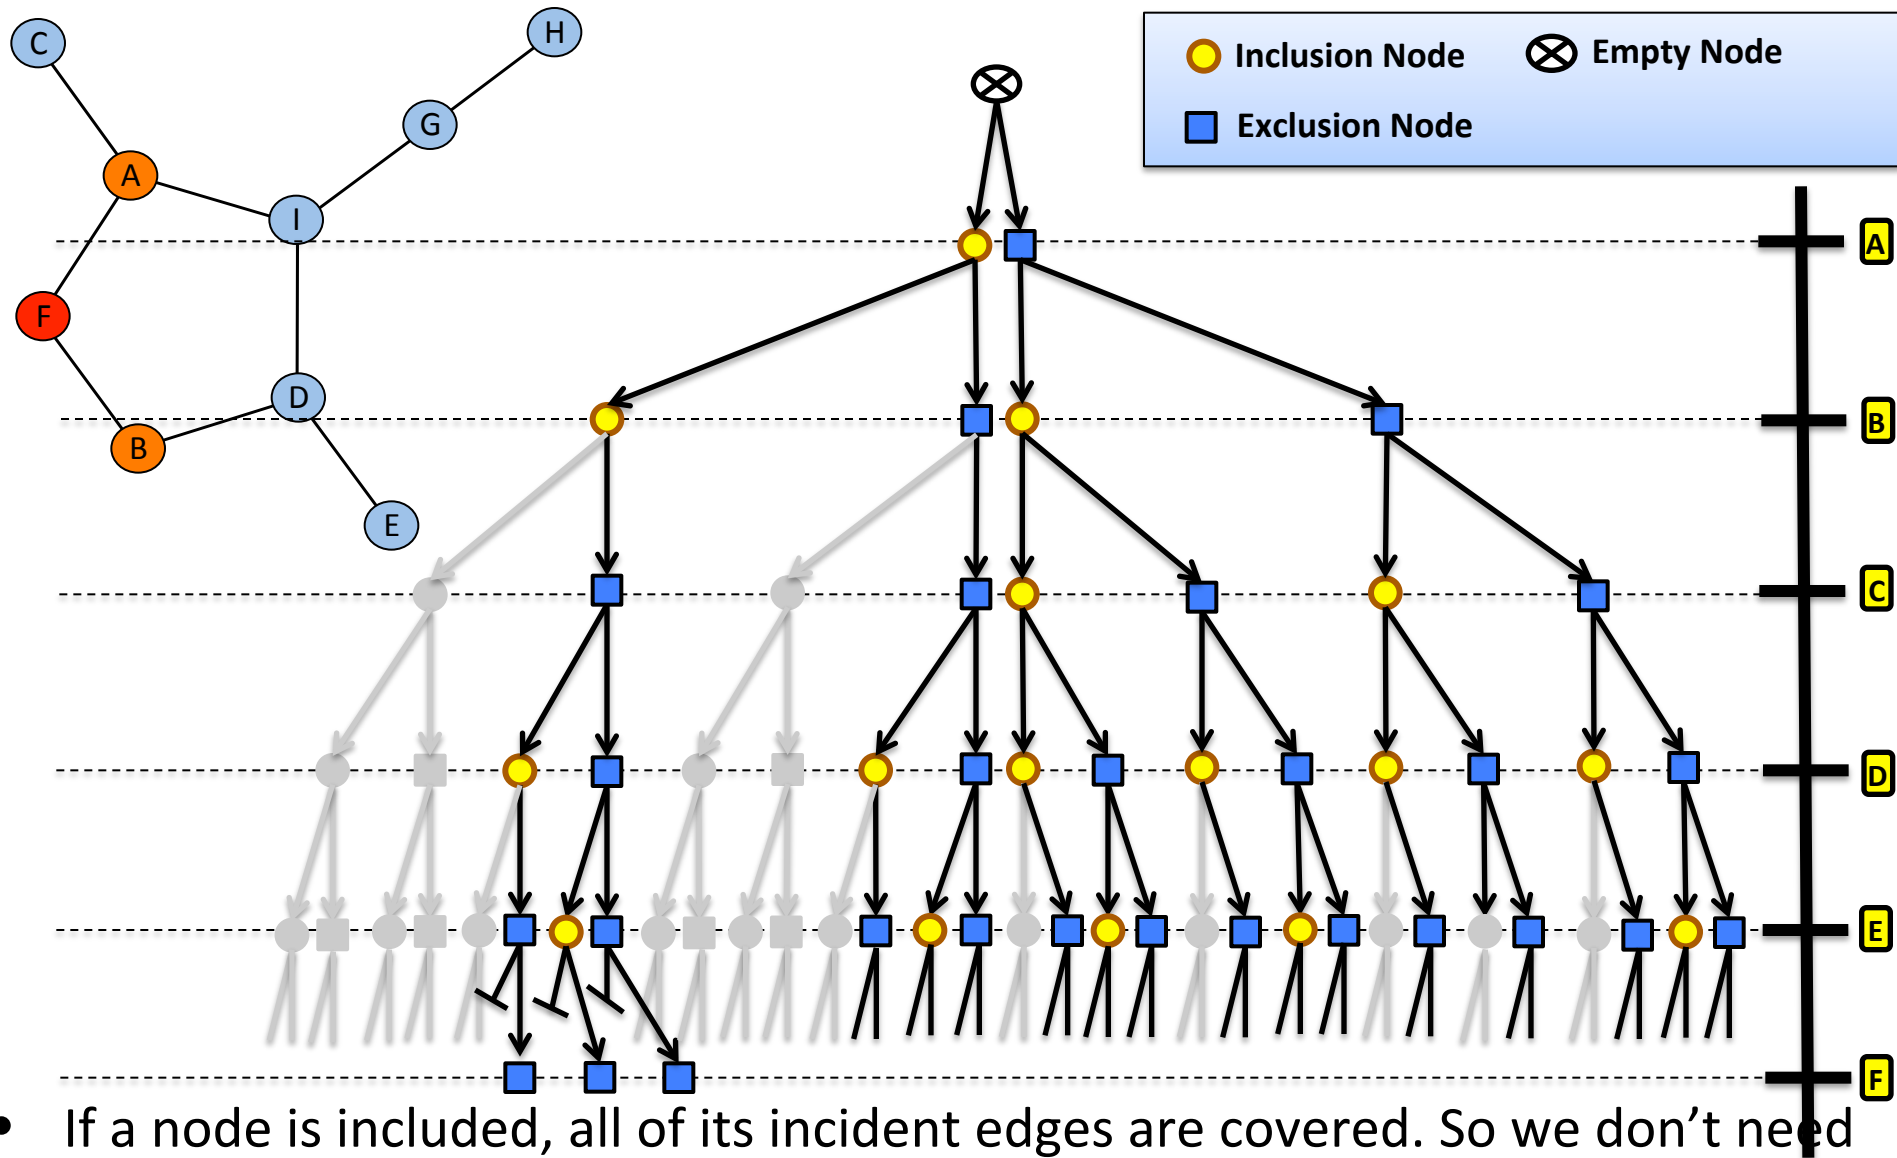 C
H
Inclusion Node
Empty Node
G
Exclusion Node
A
I
A
F
D
B
B
E
C
D
E
F
• If a node is included, all of its incident edges are covered. So we don’t need